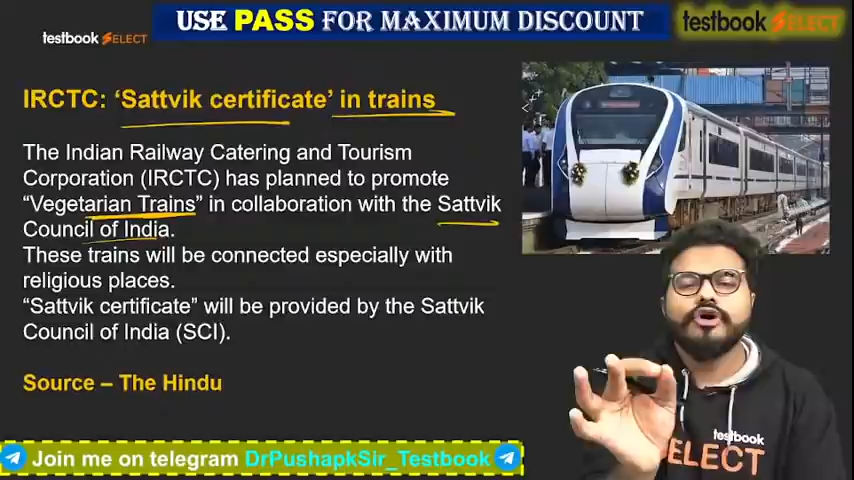 USE PASS FOR MAXIMUM DISCOUNT
testbook SELECT
testbook SELECT
IRCTC: ‘Sattvik certificate’ in trains
The Indian Railway Catering and Tourism
Corporation (IRCTC) has planned to promote
“Vegetarian Trains” in collaboration with the Sattvik
Council of India.
These trains will be connected especially with
religious places.
“Sattvik certificate” will be provided by the Sattvik
Council of India (SCI).
Source – The Hindu
testbook
SELECT
Join me on telegram DrPushapkSir_Testbook